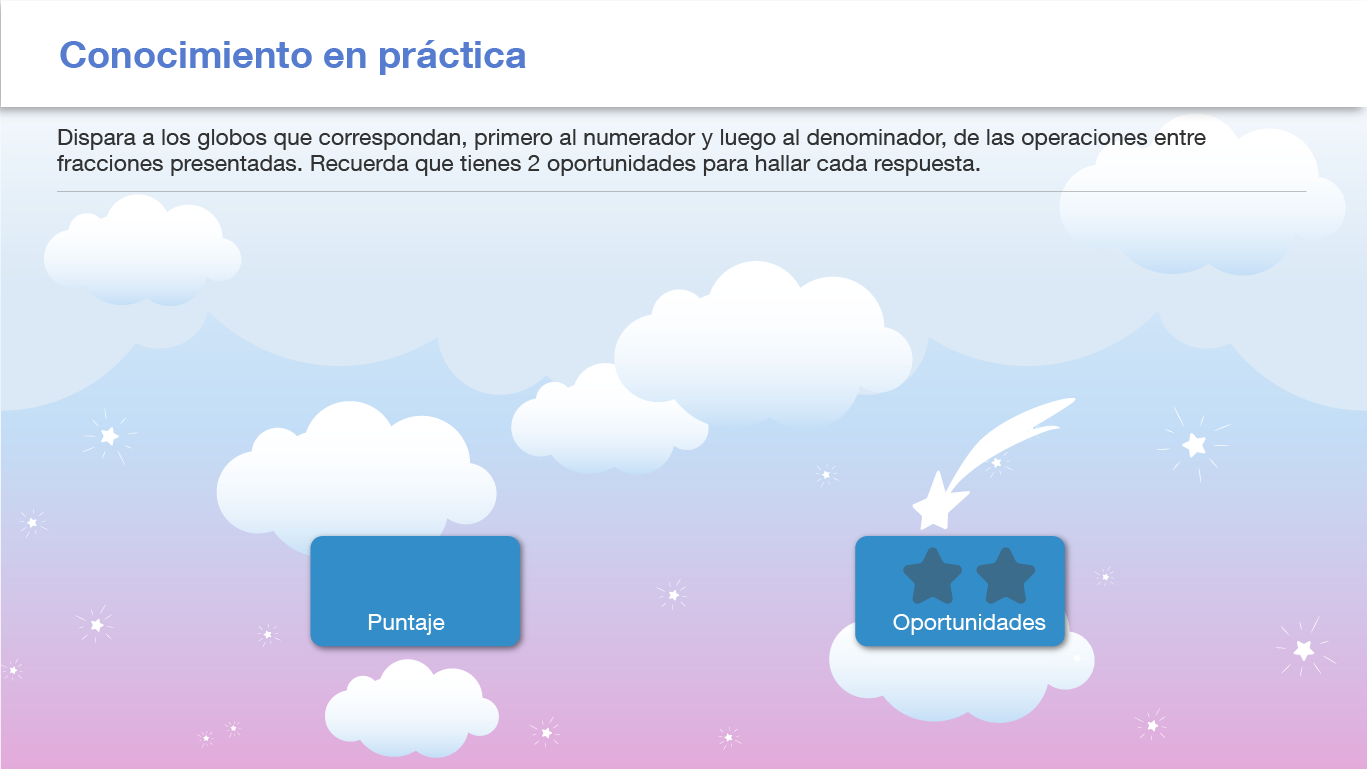 Conocimiento en práctica
Dispara a los globos que correspondan, primero al numerador y luego al denominador, de las operaciones entre
fracciones presentadas. Recuerda que tienes 2 oportunidades para hallar cada respuesta.
Puntaje
Oportunidades